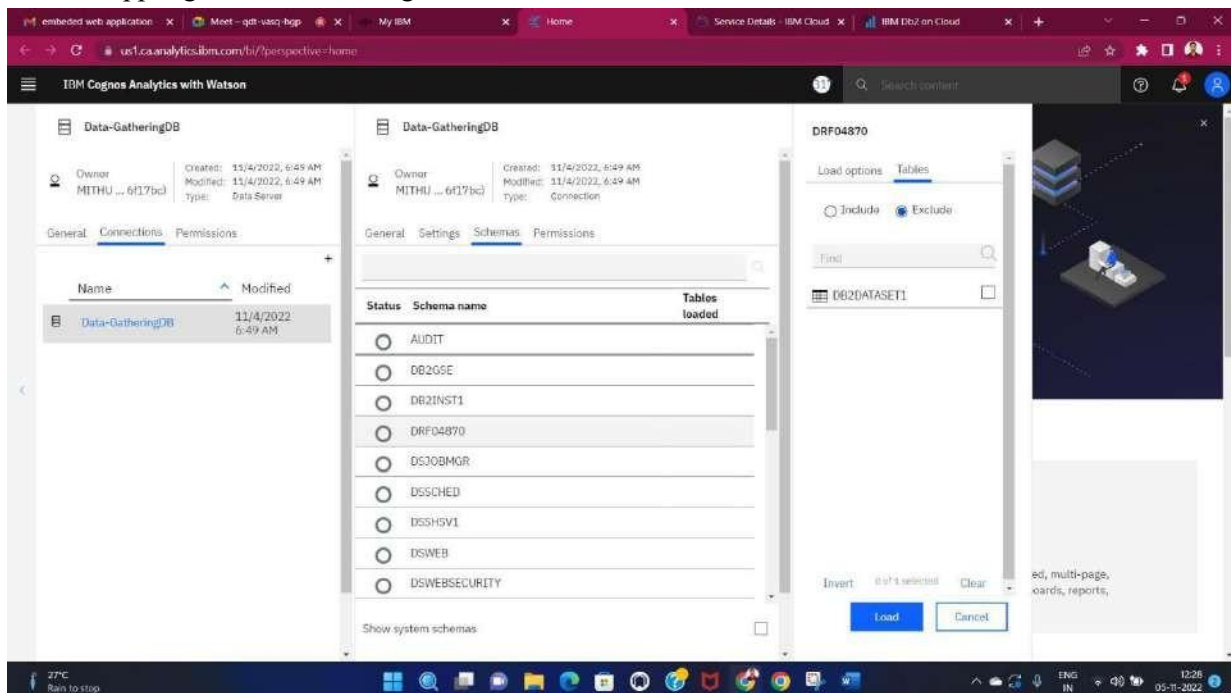 embeded web application
Meet – qdt-vasq-hgp
My IBM
Home
Service Details - IBM Cloud
IBM Db2 on Cloud
us1.ca.analytics.ibm.com/bi/?perspective=home
IBM Cognos Analytics with Watson
Search content
Data-GatheringDB
Owner
MITHU ... 6f17bc)
Created: 11/4/2022, 6:49 AM
Modified: 11/4/2022, 6:49 AM
Type: Data Server
General Connections Permissions
Name Modified
Data-GatheringDB
11/4/2022
6:49 AM
Data-GatheringDB
Owner
MITHU ... 6f17bc)
Created: 11/4/2022, 6:49 AM
Modified: 11/4/2022, 6:49 AM
Type: Connection
General Settings Schemas Permissions
Status Schema name Tables loaded
AUDIT
DB2GSE
DB2INST1
DRF04870
DSJOBMGR
DSSCHED
DSSHSV1
DSWEB
DSWEBSECURITY
Show system schemas
DRF04870
Load options Tables
Include Exclude
Find
DB2DATASET1
Invert 0 of 1 selected Clear
Load Cancel
ed, multi-page,
oards, reports,
27°C
Rain to stop
ENG
IN
12:26
05-11-2022